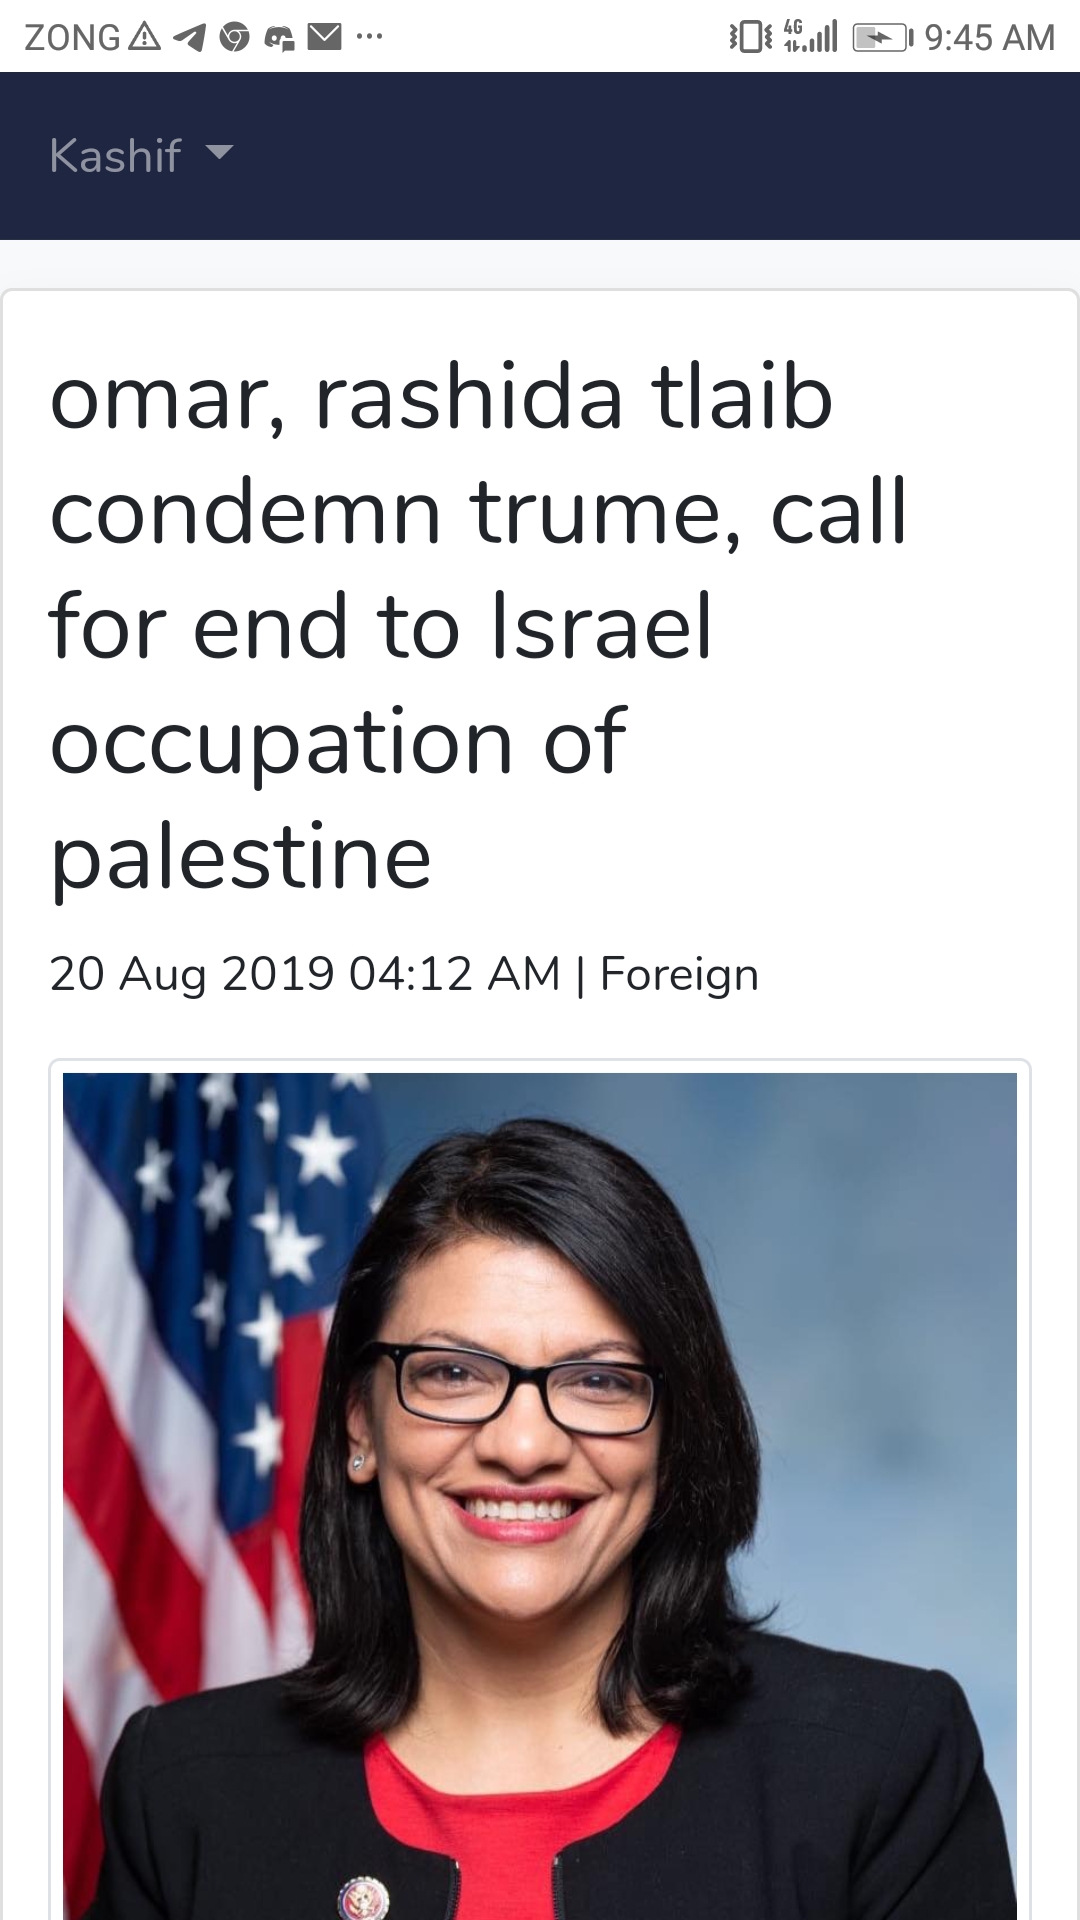 ZONG 4G 9:45 AM
Kashif
omar, rashida tlaib
condemn trume, call
for end to Israel
occupation of
palestine
20 Aug 2019 04:12 AM | Foreign